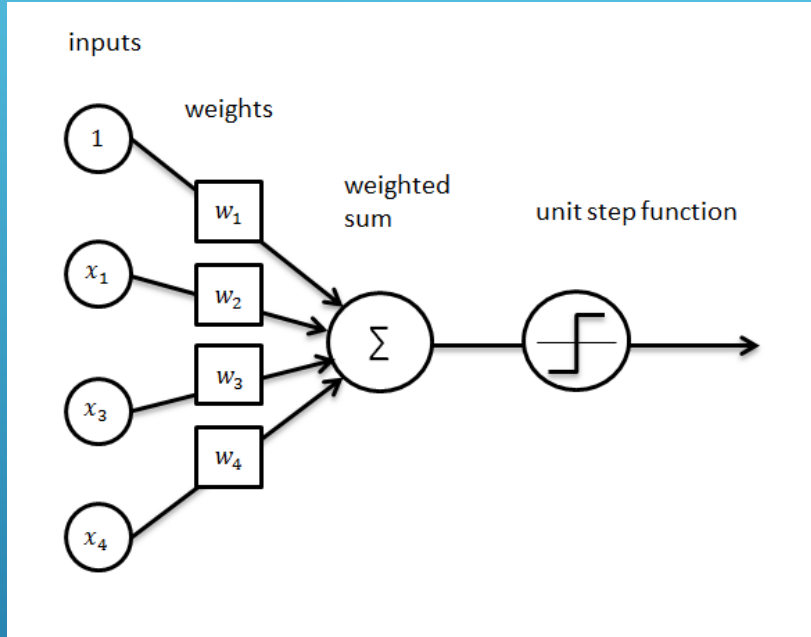 inputs
weights
1
w₁
weighted
sum
unit step function
x₁
w₂
∑
w₃
x₃
w₄
x₄